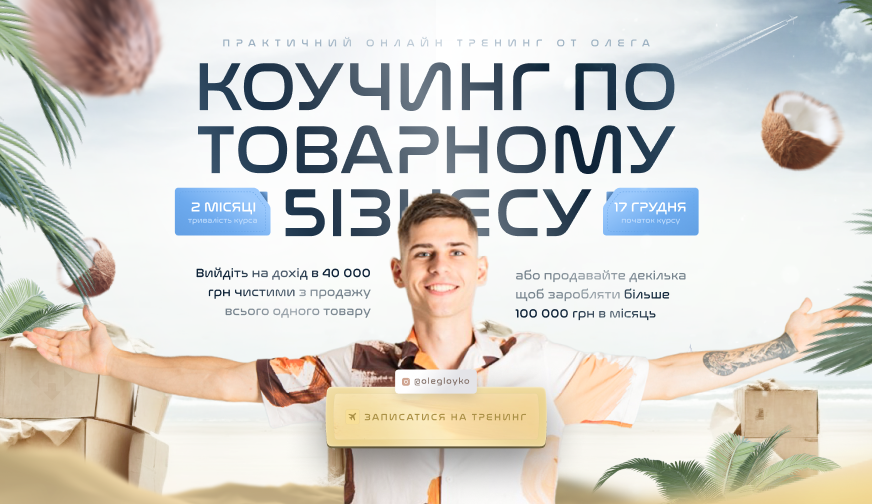 ПРАКТИЧНИЙ ОНЛАЙН ТРЕНИНГ ОТ ОЛЕГА
КОУЧИНГ ПО
ТОВАРНОМУ
БІЗНЕСУ
2 МІСЯЦІ
тривалість курса
17 ГРУДНЯ
початок курсу
Вийдіть на дохід в 40 000
грн чистими з продажу
всього одного товару
або продавайте декілька
щоб заробляти більше
100 000 грн в місяць
@olegloyko
ЗАПИСАТИСЯ НА ТРЕНИНГ